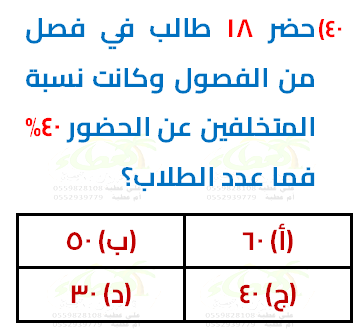 ٤٠) حضر ١٨ طالب في فصل
من الفصول وكانت نسبة
المتخلفين عن الحضور ٤٠%
فما عدد الطلاب؟
(أ) ٦٠ (ب) ٥٠
(ج) ٤٠ (د) ٣٠